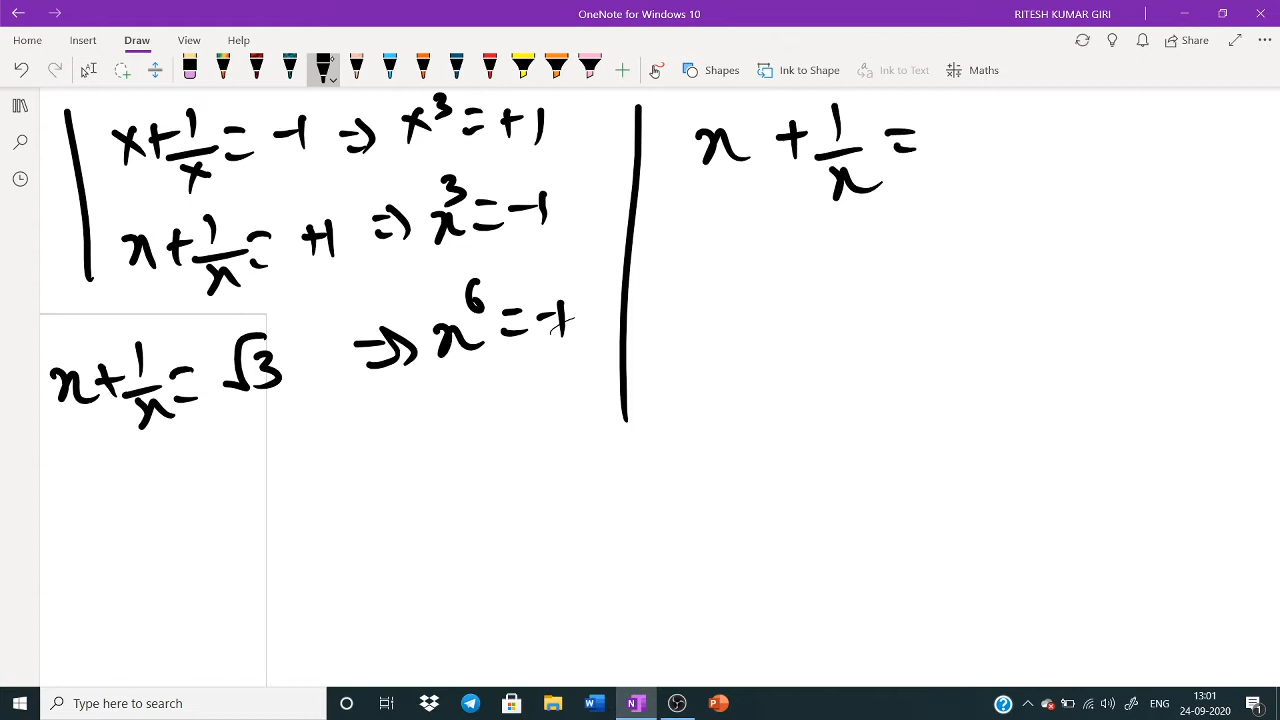 OneNote for Windows 10
RITESH KUMAR GIRI
Home Insert Draw View Help
Share
Shapes Ink to Shape Ink to Text Maths
x + 1/x = -1 ⇒ x³ = +1
x + 1/x = +1 ⇒ x³ = -1
x + 1/x = √3 ⇒ x⁶ = -1
x + 1/x =
Type here to search
ENG
13:01
24-09-2020